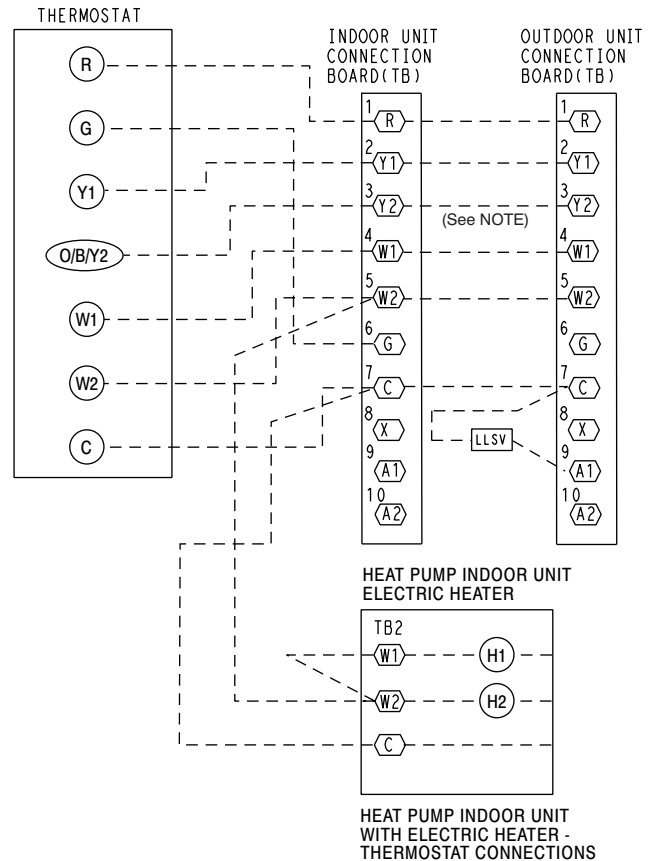 THERMOSTAT
R
G
Y1
O/B/Y2
W1
W2
C
INDOOR UNIT
CONNECTION
BOARD(TB)
1 R
2 Y1
3 Y2
4 W1
5 W2
6 G
7 C
8 X
9 A1
10 A2
(See NOTE)
LLSV
OUTDOOR UNIT
CONNECTION
BOARD(TB)
1 R
2 Y1
3 Y2
4 W1
5 W2
6 G
7 C
8 X
9 A1
10 A2
HEAT PUMP INDOOR UNIT
ELECTRIC HEATER
TB2
W1 H1
W2 H2
C
HEAT PUMP INDOOR UNIT
WITH ELECTRIC HEATER -
THERMOSTAT CONNECTIONS